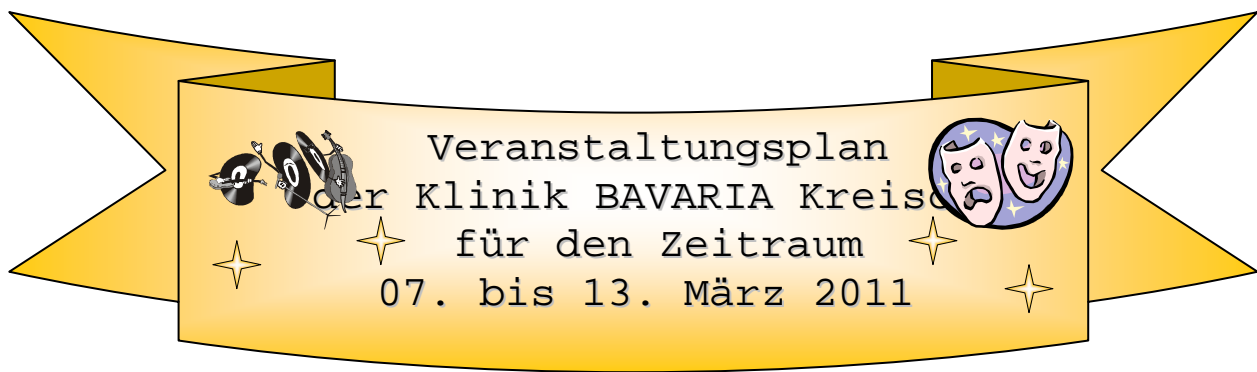 Veranstaltungsplan
der Klinik BAVARIA
für den Zeitraum
07. bis 13. März 2011